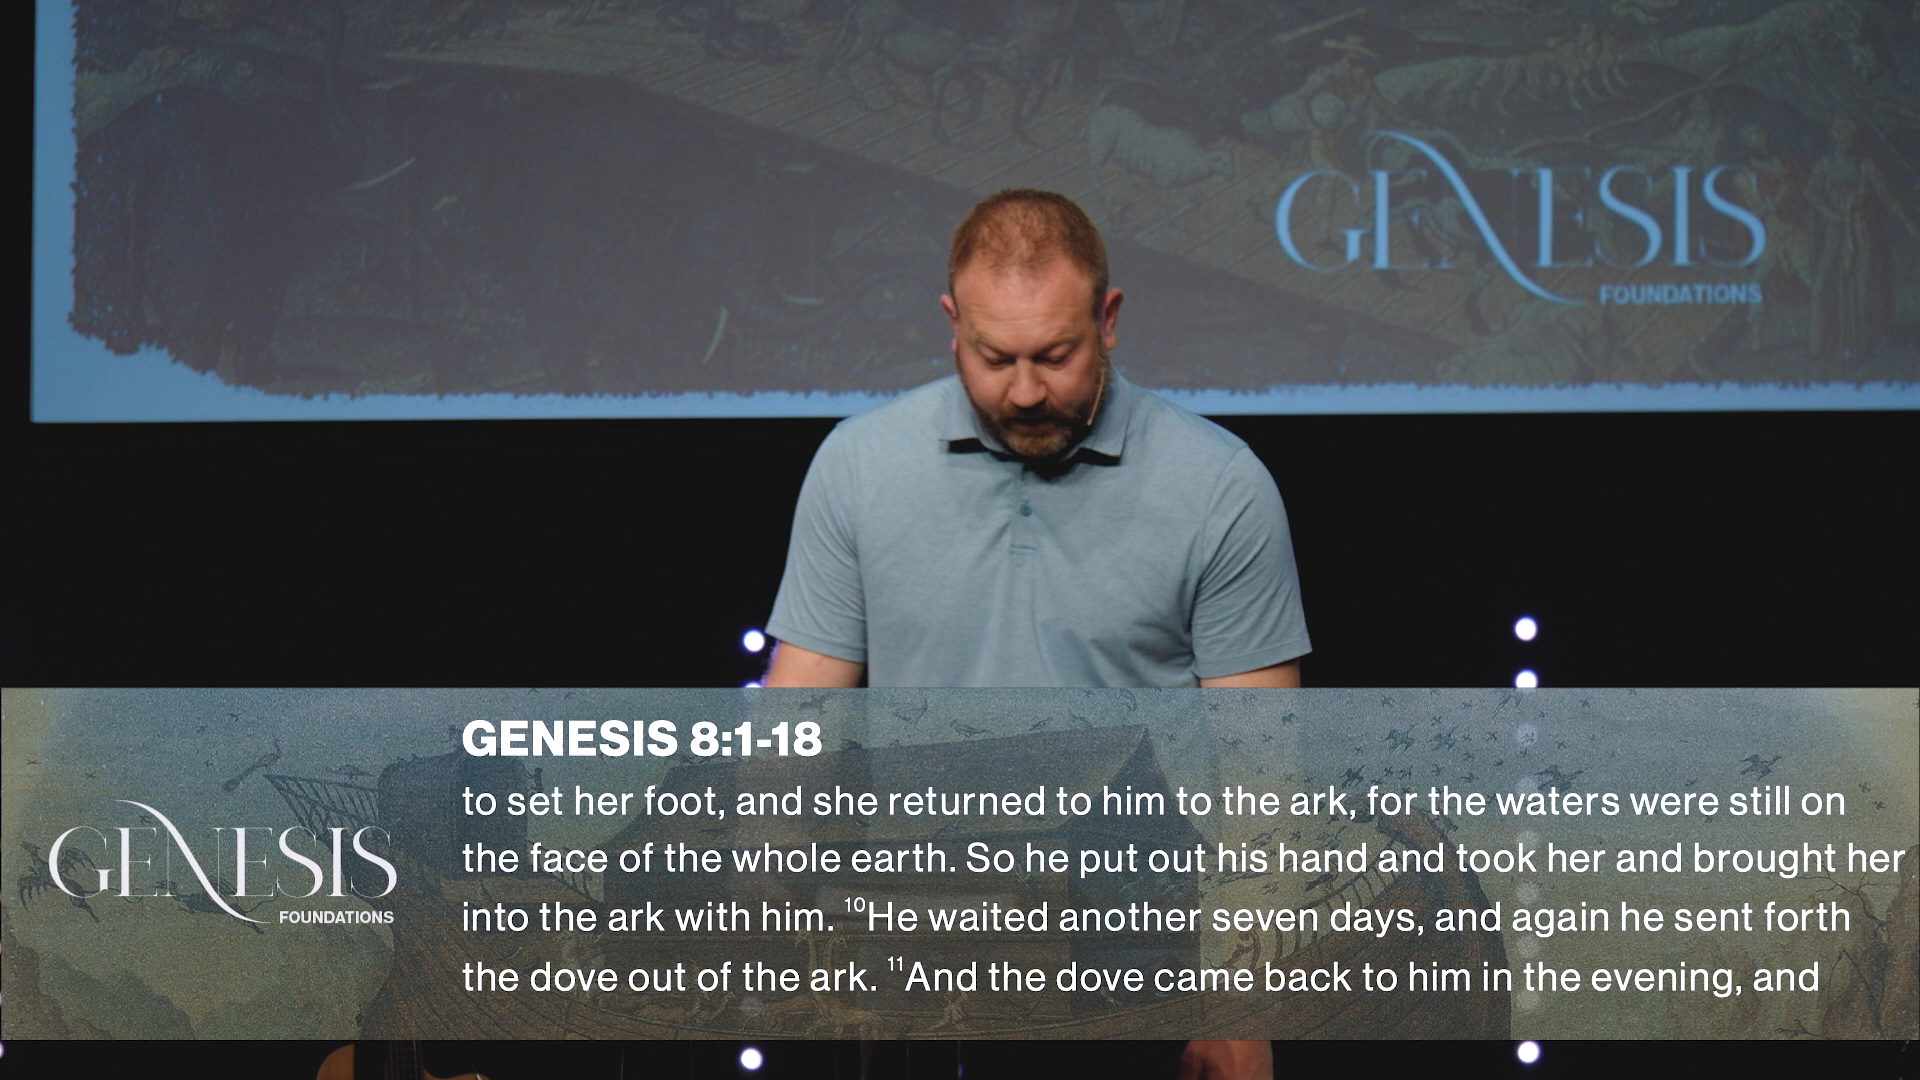 GENESIS
FOUNDATIONS
GENESIS 8:1-18
to set her foot, and she returned to him to the ark, for the waters were still on
the face of the whole earth. So he put out his hand and took her and brought her
into the ark with him. ¹⁰He waited another seven days, and again he sent forth
the dove out of the ark. ¹¹And the dove came back to him in the evening, and
GENESIS
FOUNDATIONS